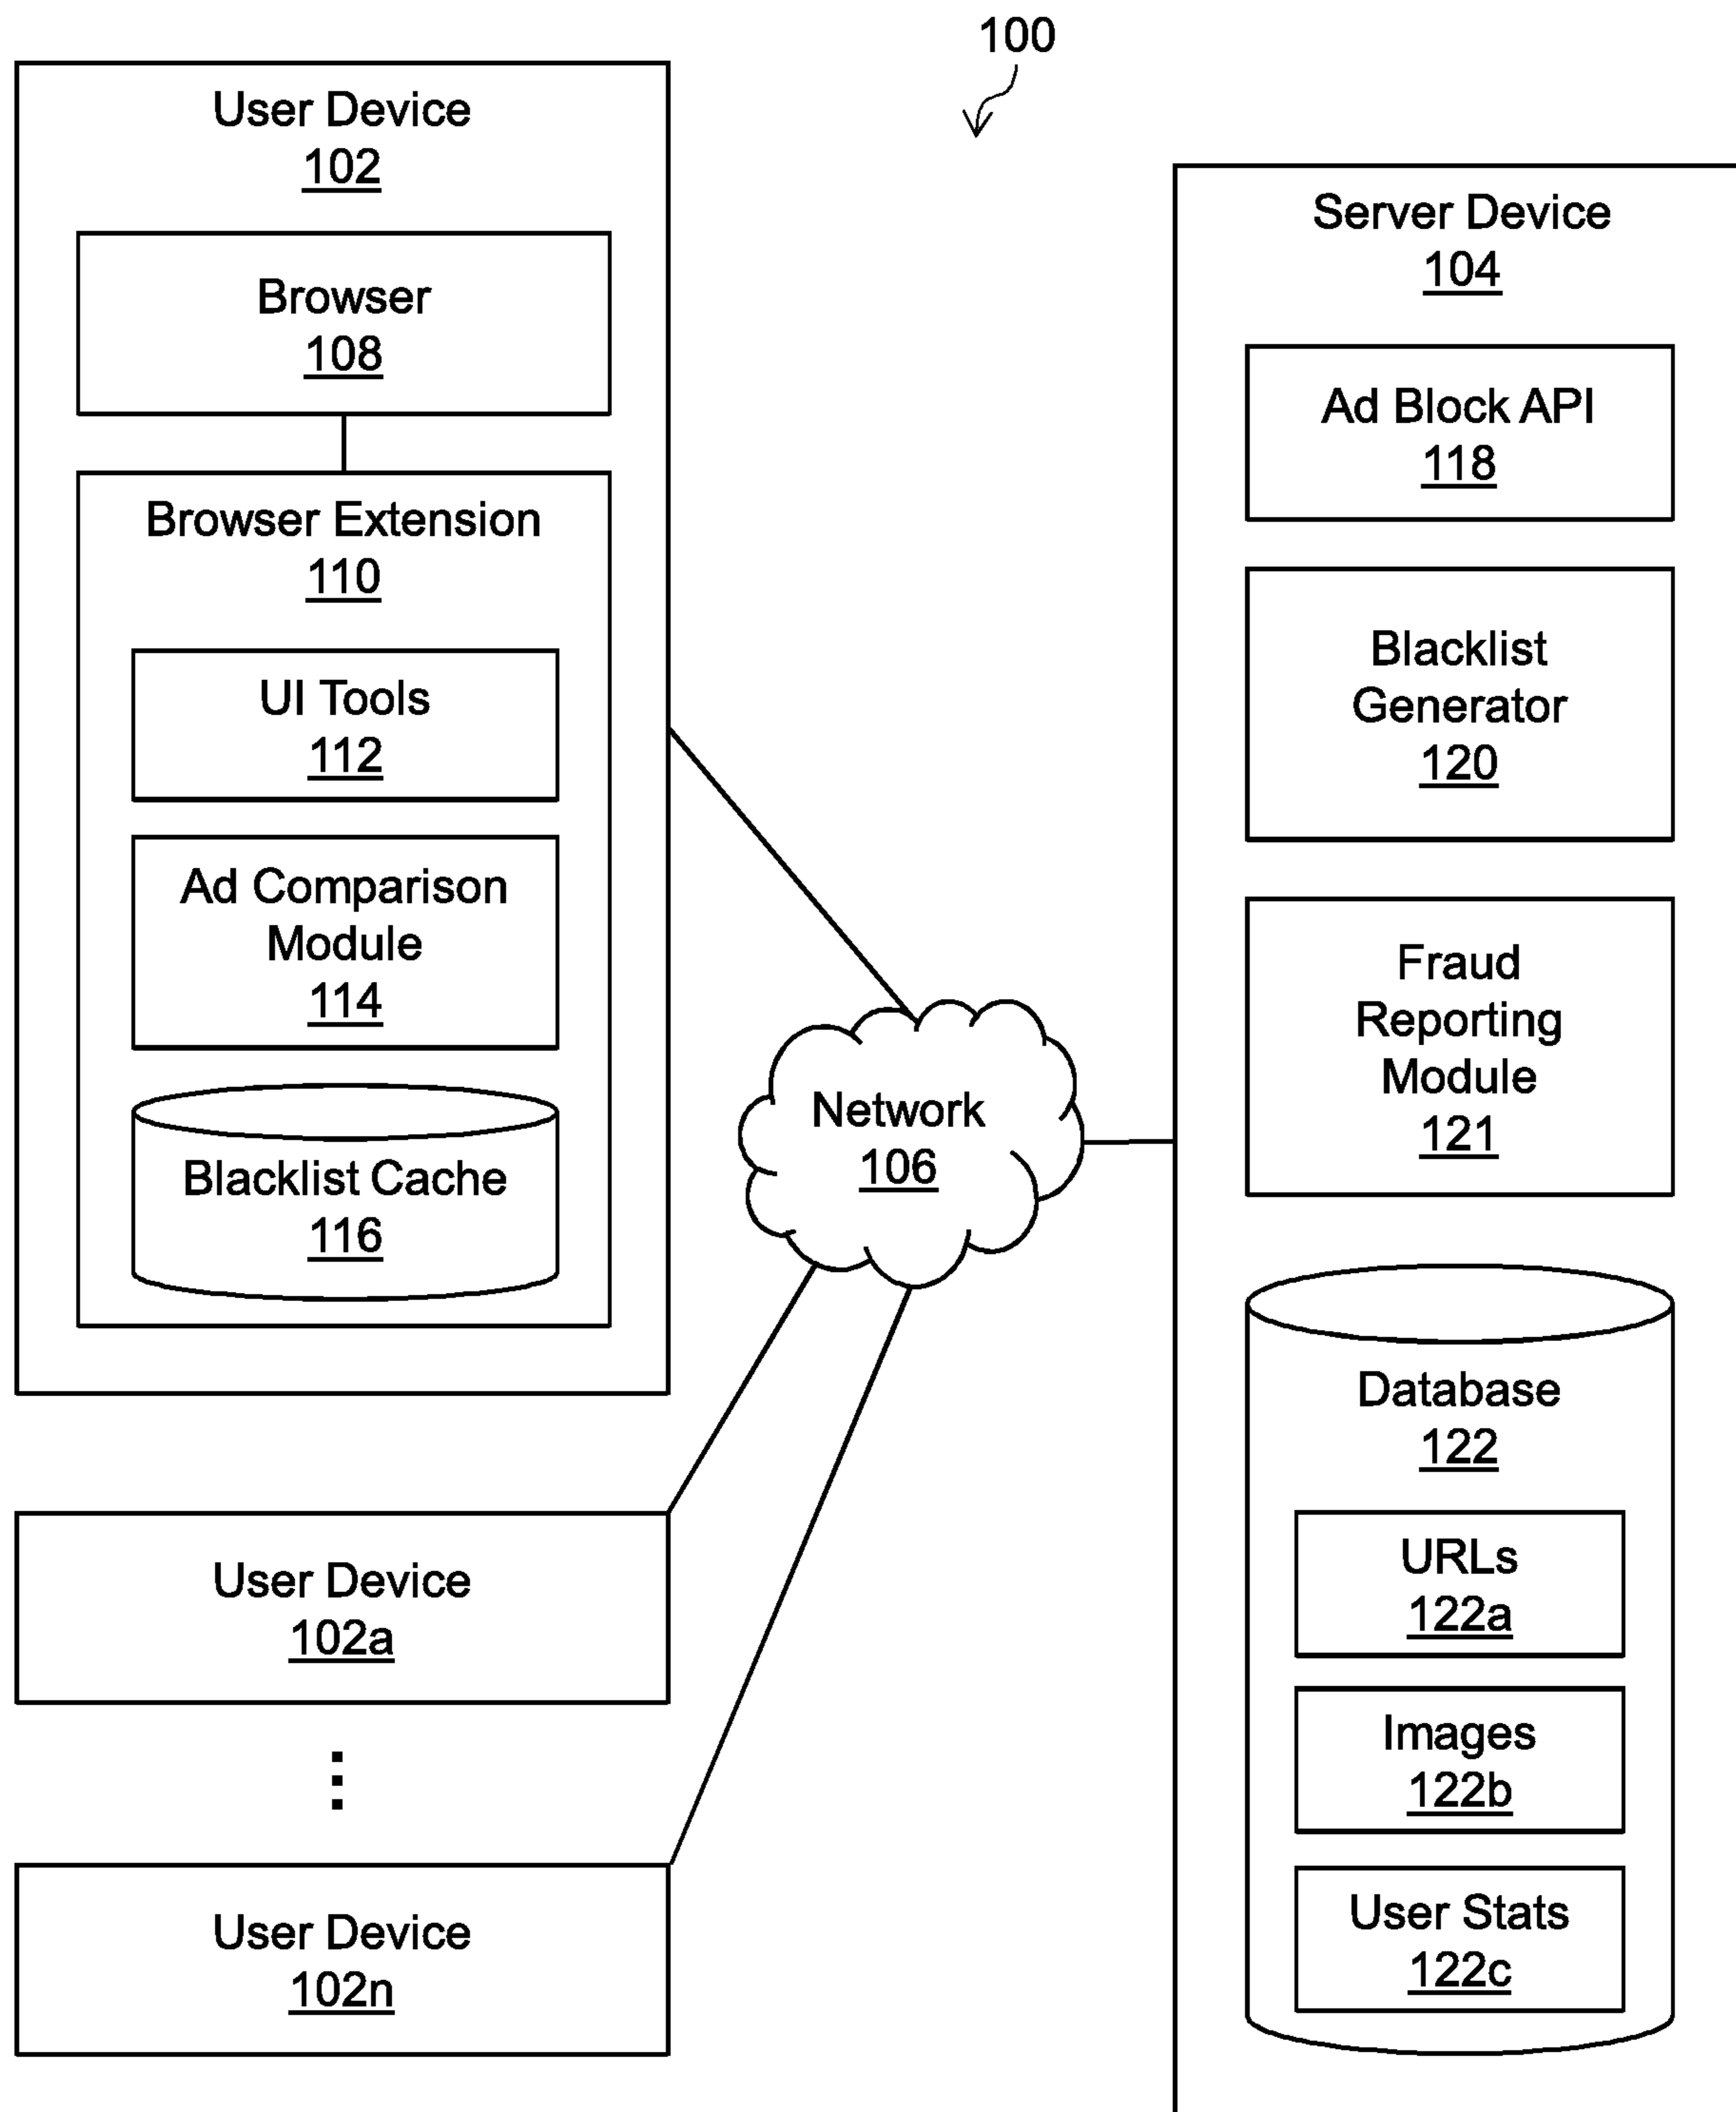 100
User Device
102
Browser
108
Browser Extension
110
UI Tools
112
Ad Comparison
Module
114
Blacklist Cache
116
User Device
102a
User Device
102n
Network
106
Server Device
104
Ad Block API
118
Blacklist
Generator
120
Fraud
Reporting
Module
121
Database
122
URLs
122a
Images
122b
User Stats
122c